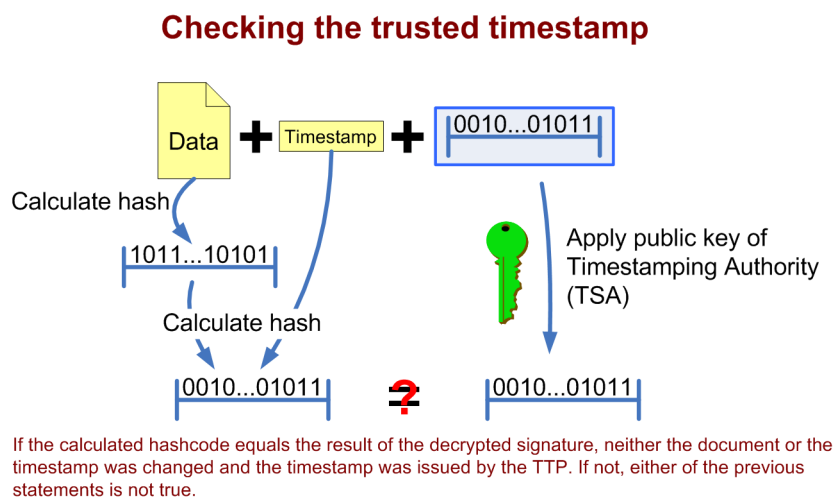 Checking the trusted timestamp
Data
Timestamp
0010...01011
Calculate hash
1011...10101
Apply public key of
Timestamping Authority
(TSA)
Calculate hash
0010...01011
?
0010...01011
If the calculated hashcode equals the result of the decrypted signature, neither the document or the
timestamp was changed and the timestamp was issued by the TTP. If not, either of the previous
statements is not true.